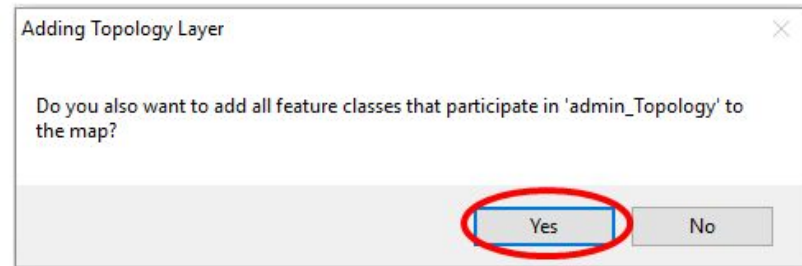 Adding Topology Layer
Do you also want to add all feature classes that participate in 'admin_Topology' to
the map?
Yes No